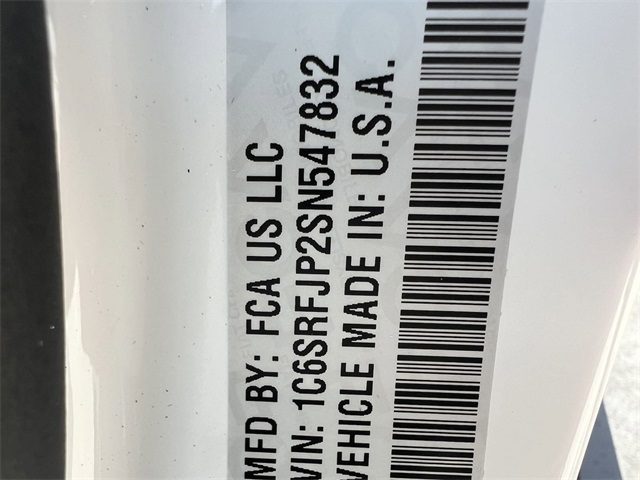 MFD BY: FCA US LLC
VIN: 1C6SRFJP2SN547832
VEHICLE MADE IN: U.S.A.